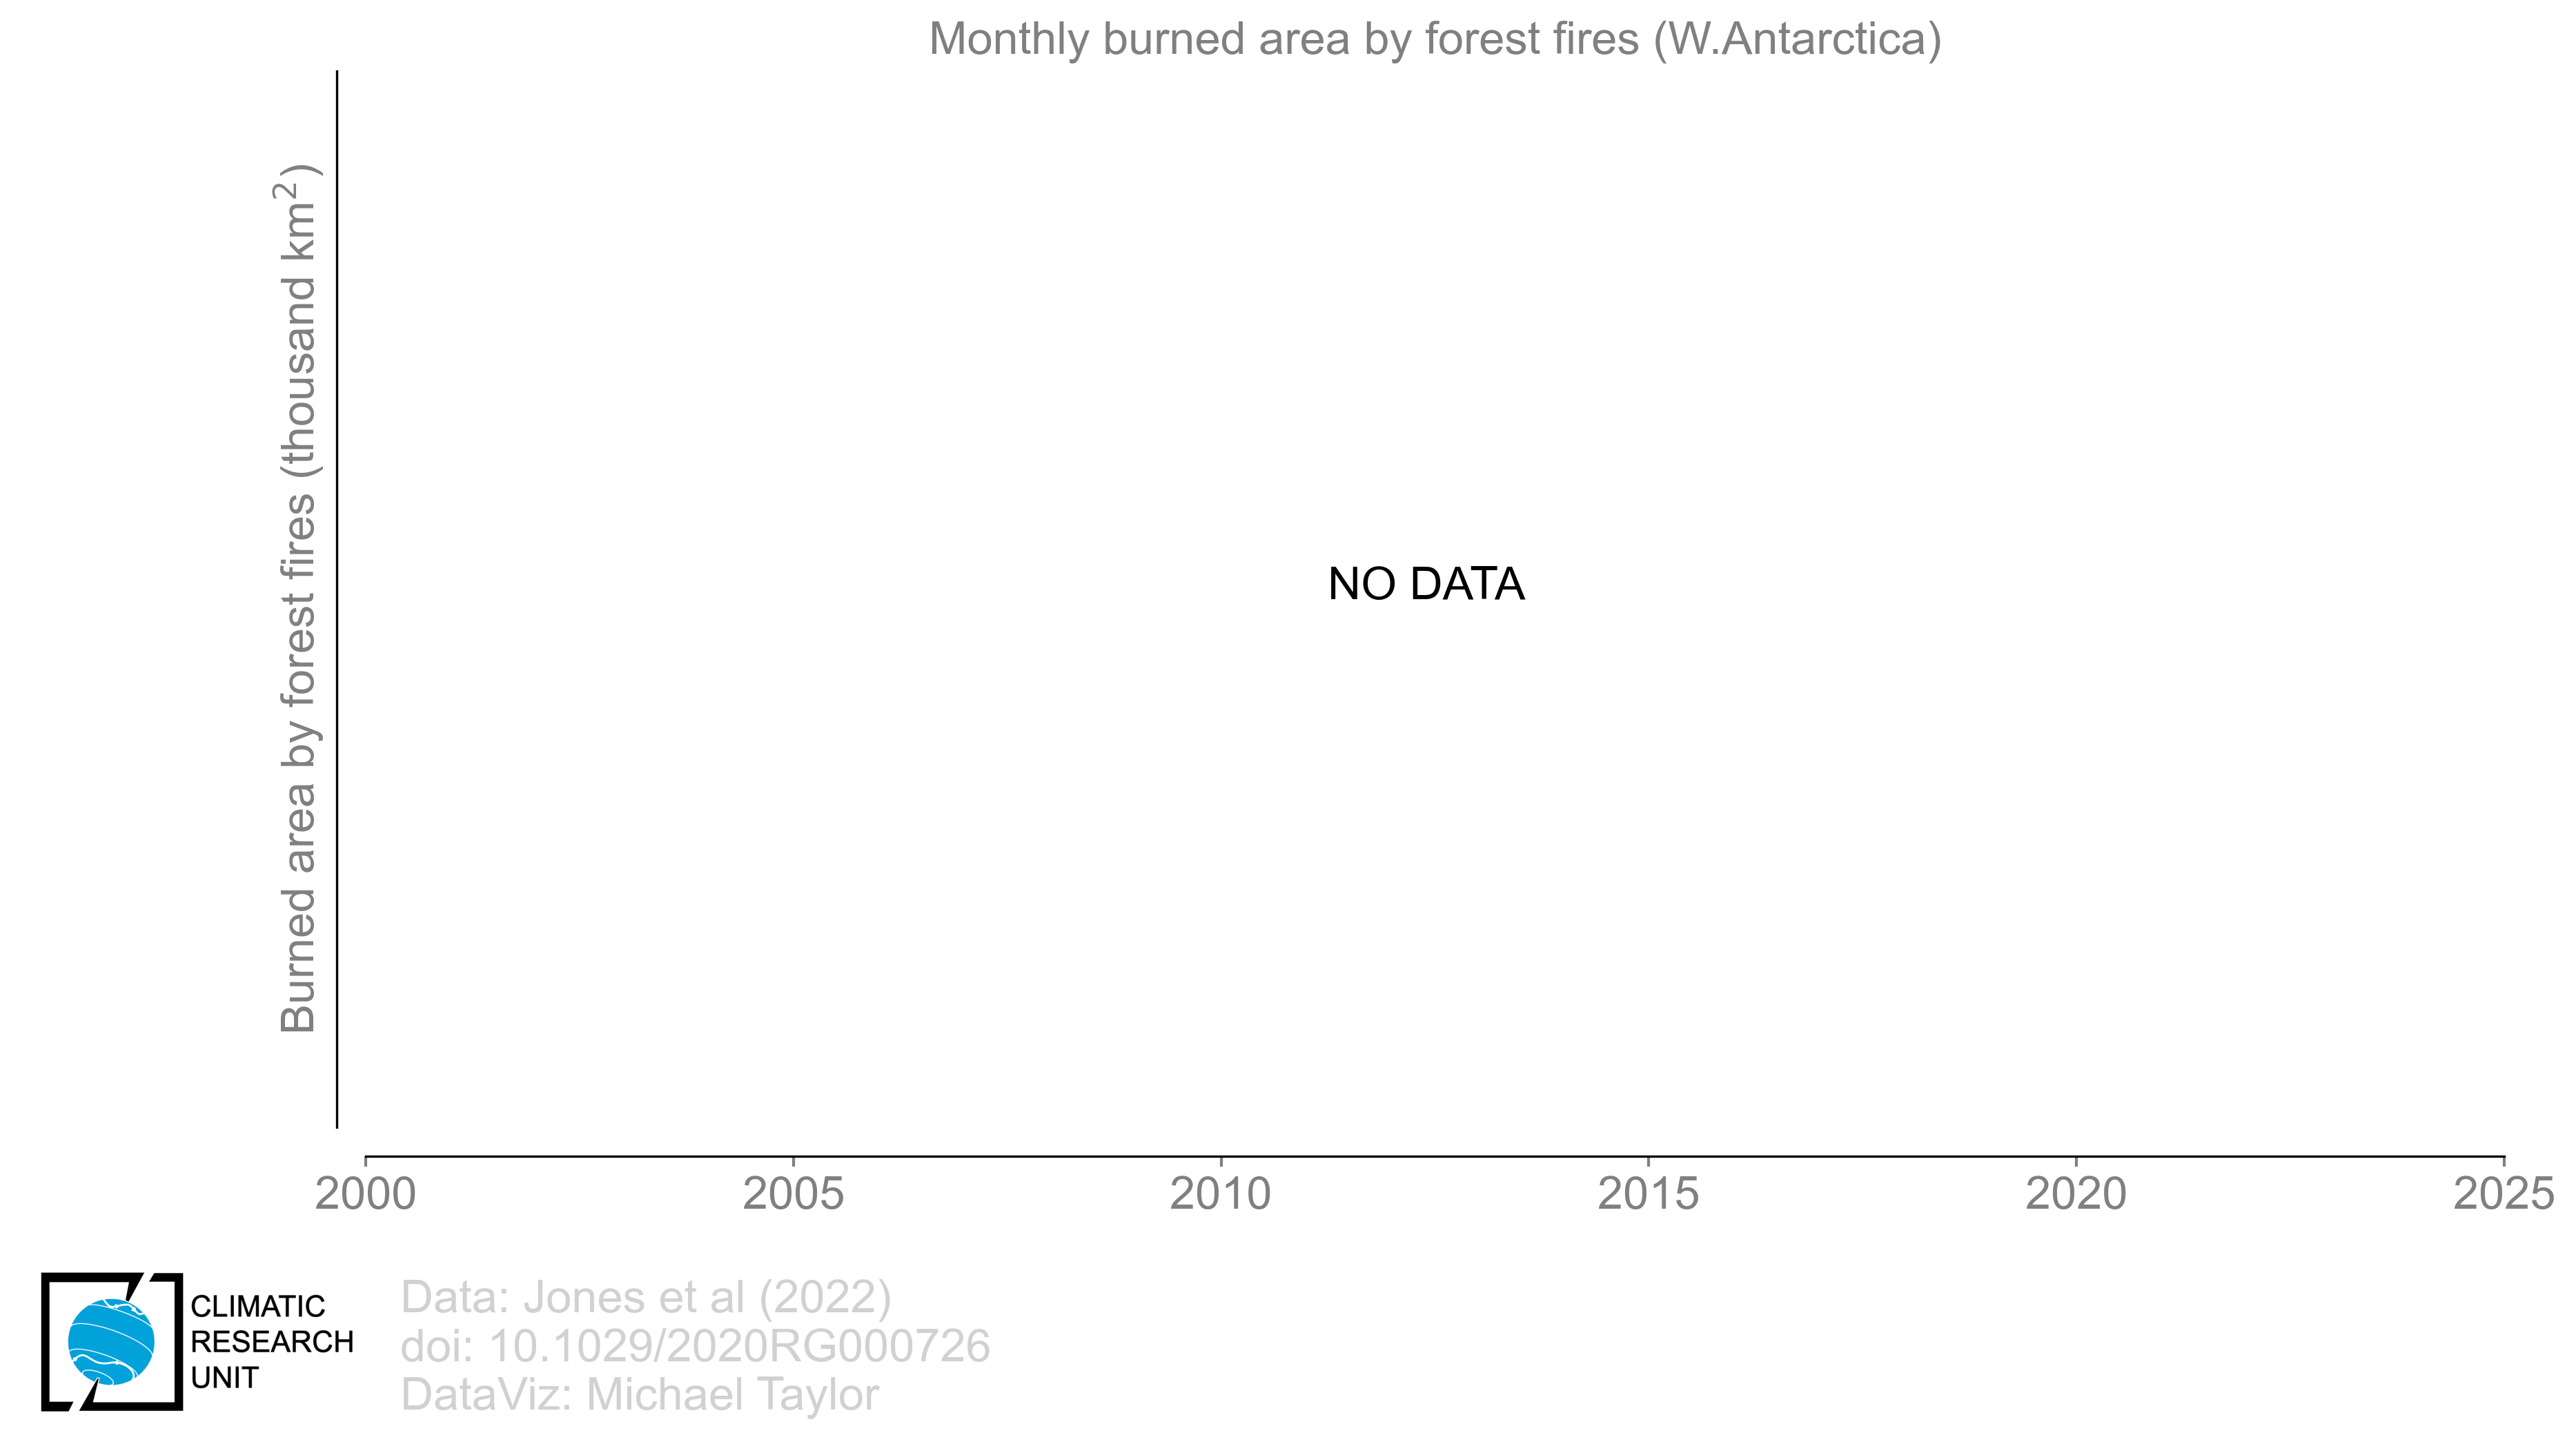 Monthly burned area by forest fires (W.Antarctica)
Burned area by forest fires (thousand km²)
NO DATA
2000 2005 2010 2015 2020 2025
CLIMATIC
RESEARCH
UNIT
Data: Jones et al (2022)
doi: 10.1029/2020RG000726
DataViz: Michael Taylor